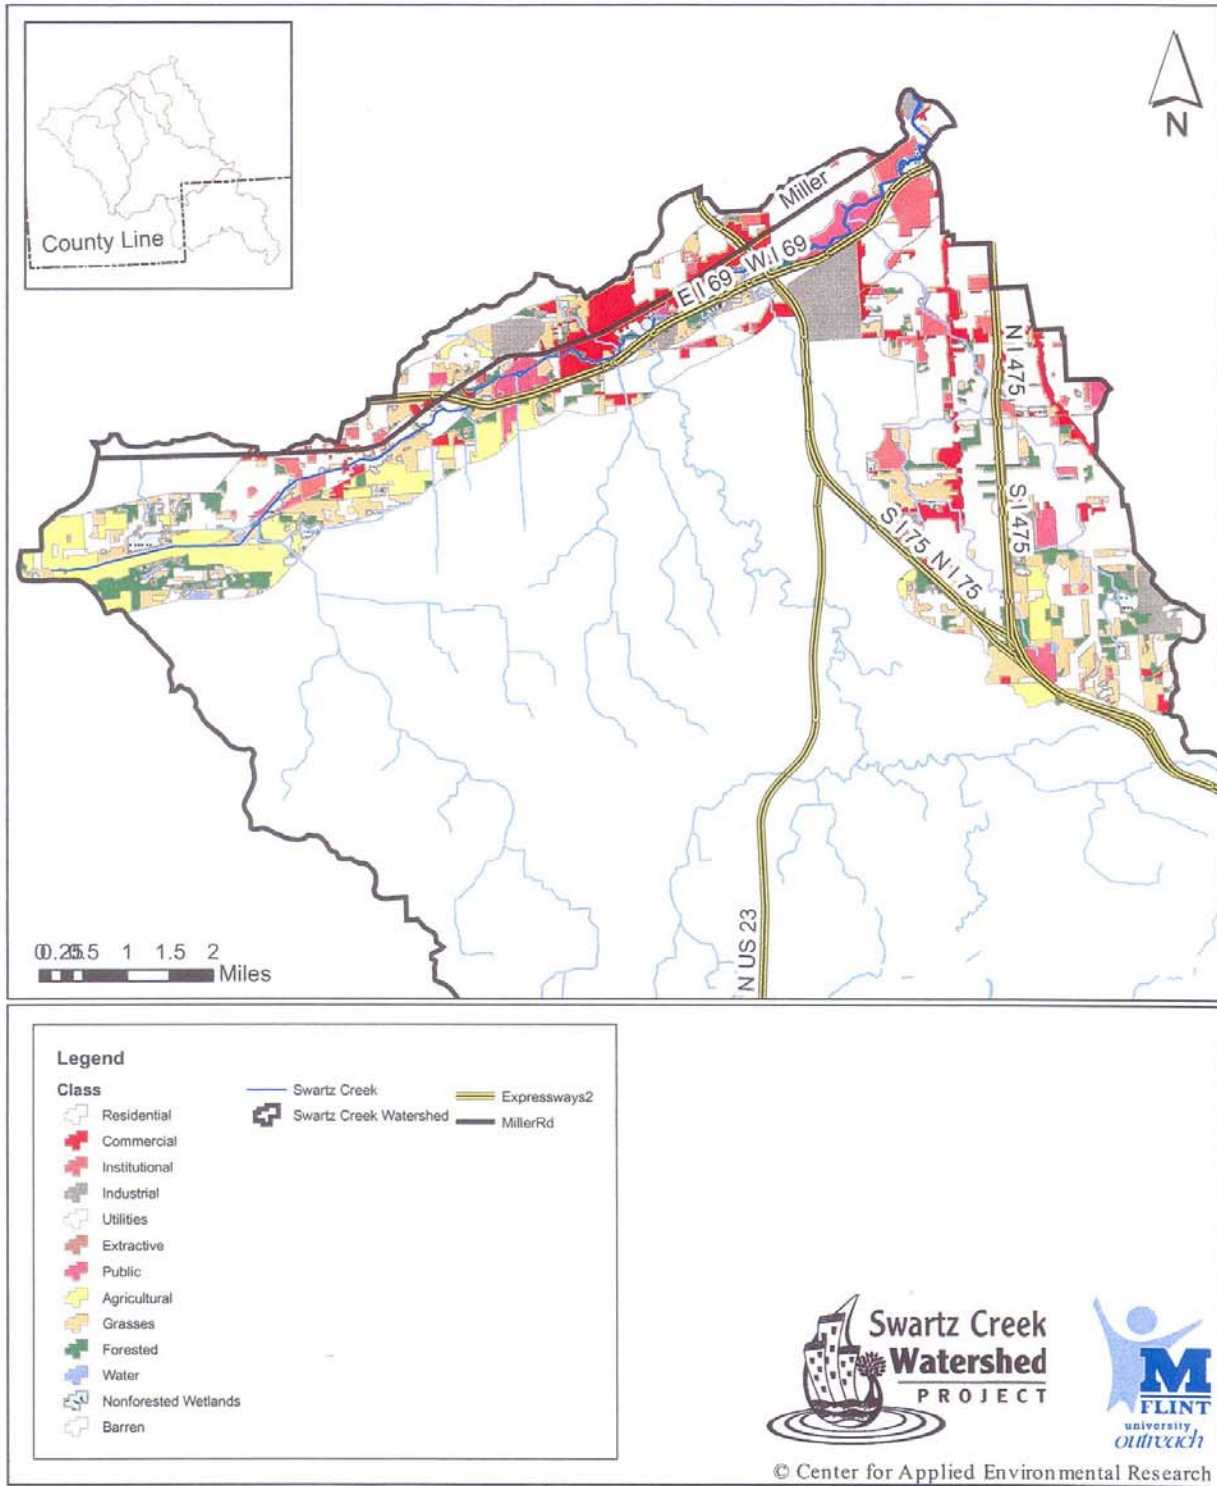 County Line
N
Miller
E I 69 W I 69
N I 475
S I 475
S I 75 N I 75
N US 23
0 0.25 0.5 1 1.5 2
Miles
Legend
Class
Residential
Commercial
Institutional
Industrial
Utilities
Extractive
Public
Agricultural
Grasses
Forested
Water
Nonforested Wetlands
Barren
Swartz Creek
Swartz Creek Watershed
Expressways2
MillerRd
Swartz Creek
Watershed
PROJECT
M
FLINT
university
outreach
© Center for Applied Environmental Research